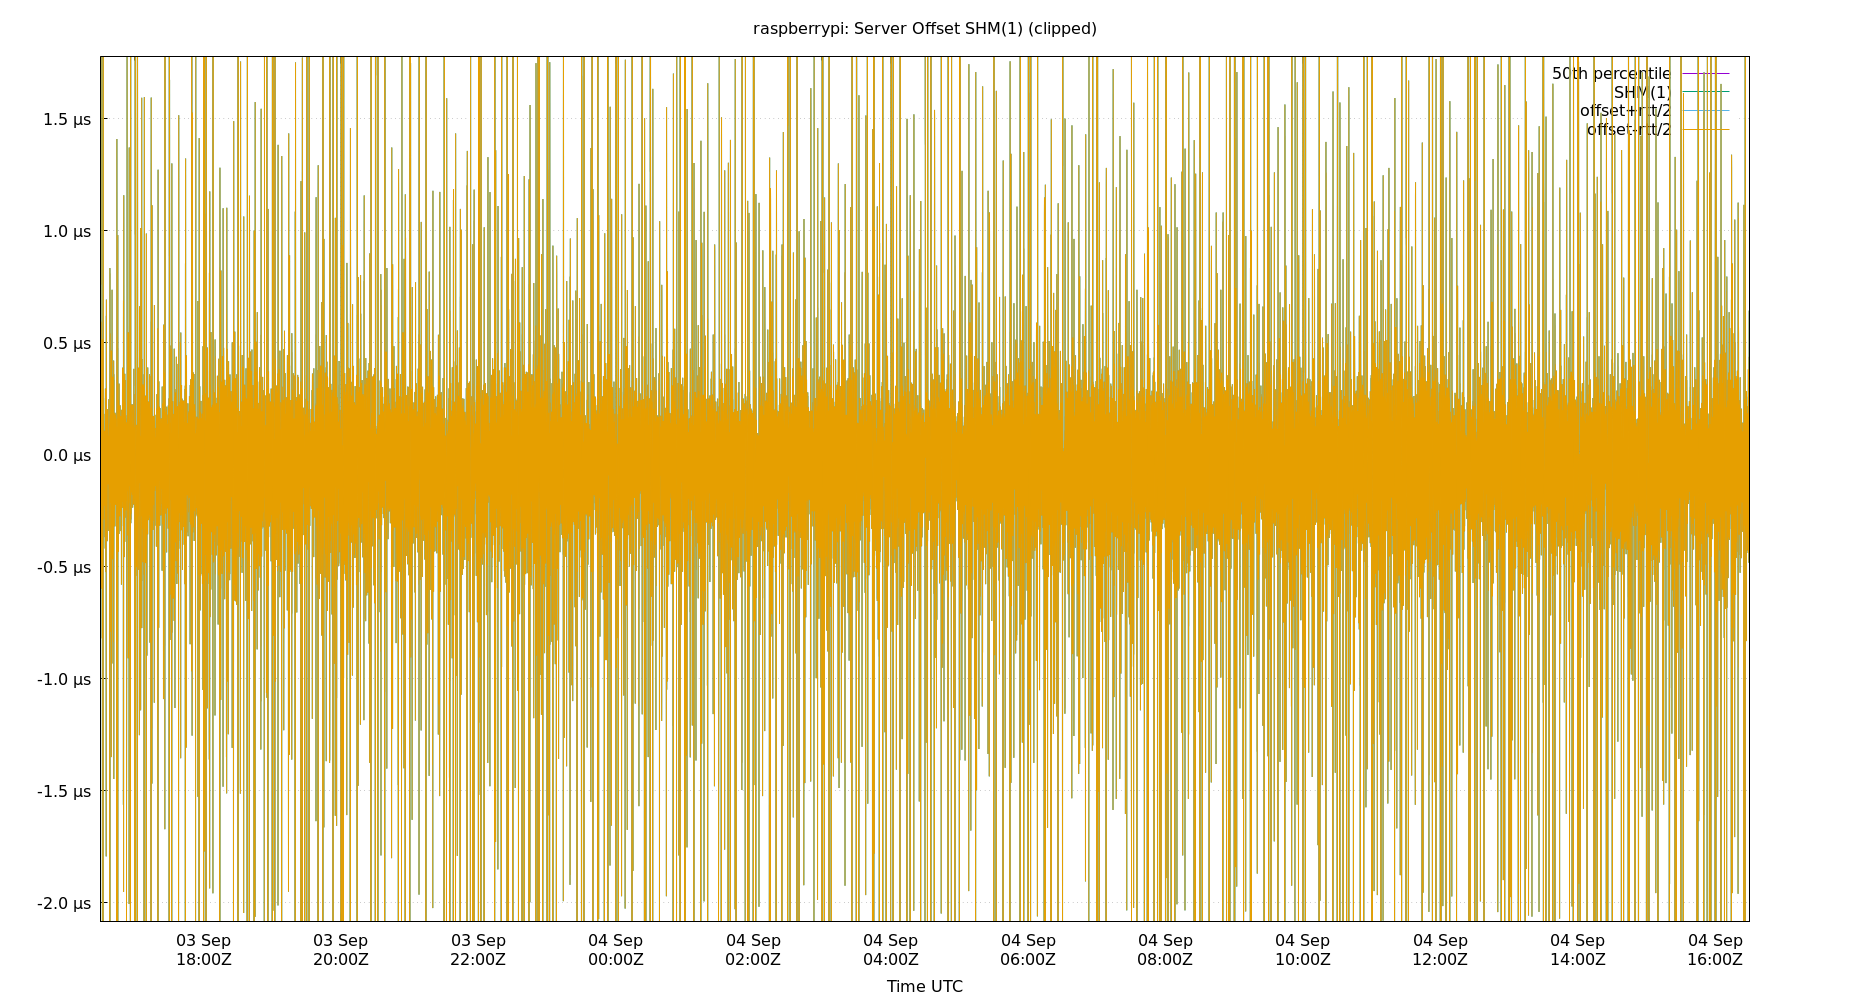 raspberrypi: Server Offset SHM(1) (clipped)
50th percentile
SHM(1)
offset+rtt/2
offset-rtt/2
1.5 µs
1.0 µs
0.5 µs
0.0 µs
-0.5 µs
-1.0 µs
-1.5 µs
-2.0 µs
03 Sep 03 Sep 03 Sep 04 Sep 04 Sep 04 Sep 04 Sep 04 Sep 04 Sep 04 Sep 04 Sep 04 Sep
18:00Z 20:00Z 22:00Z 00:00Z 02:00Z 04:00Z 06:00Z 08:00Z 10:00Z 12:00Z 14:00Z 16:00Z
Time UTC